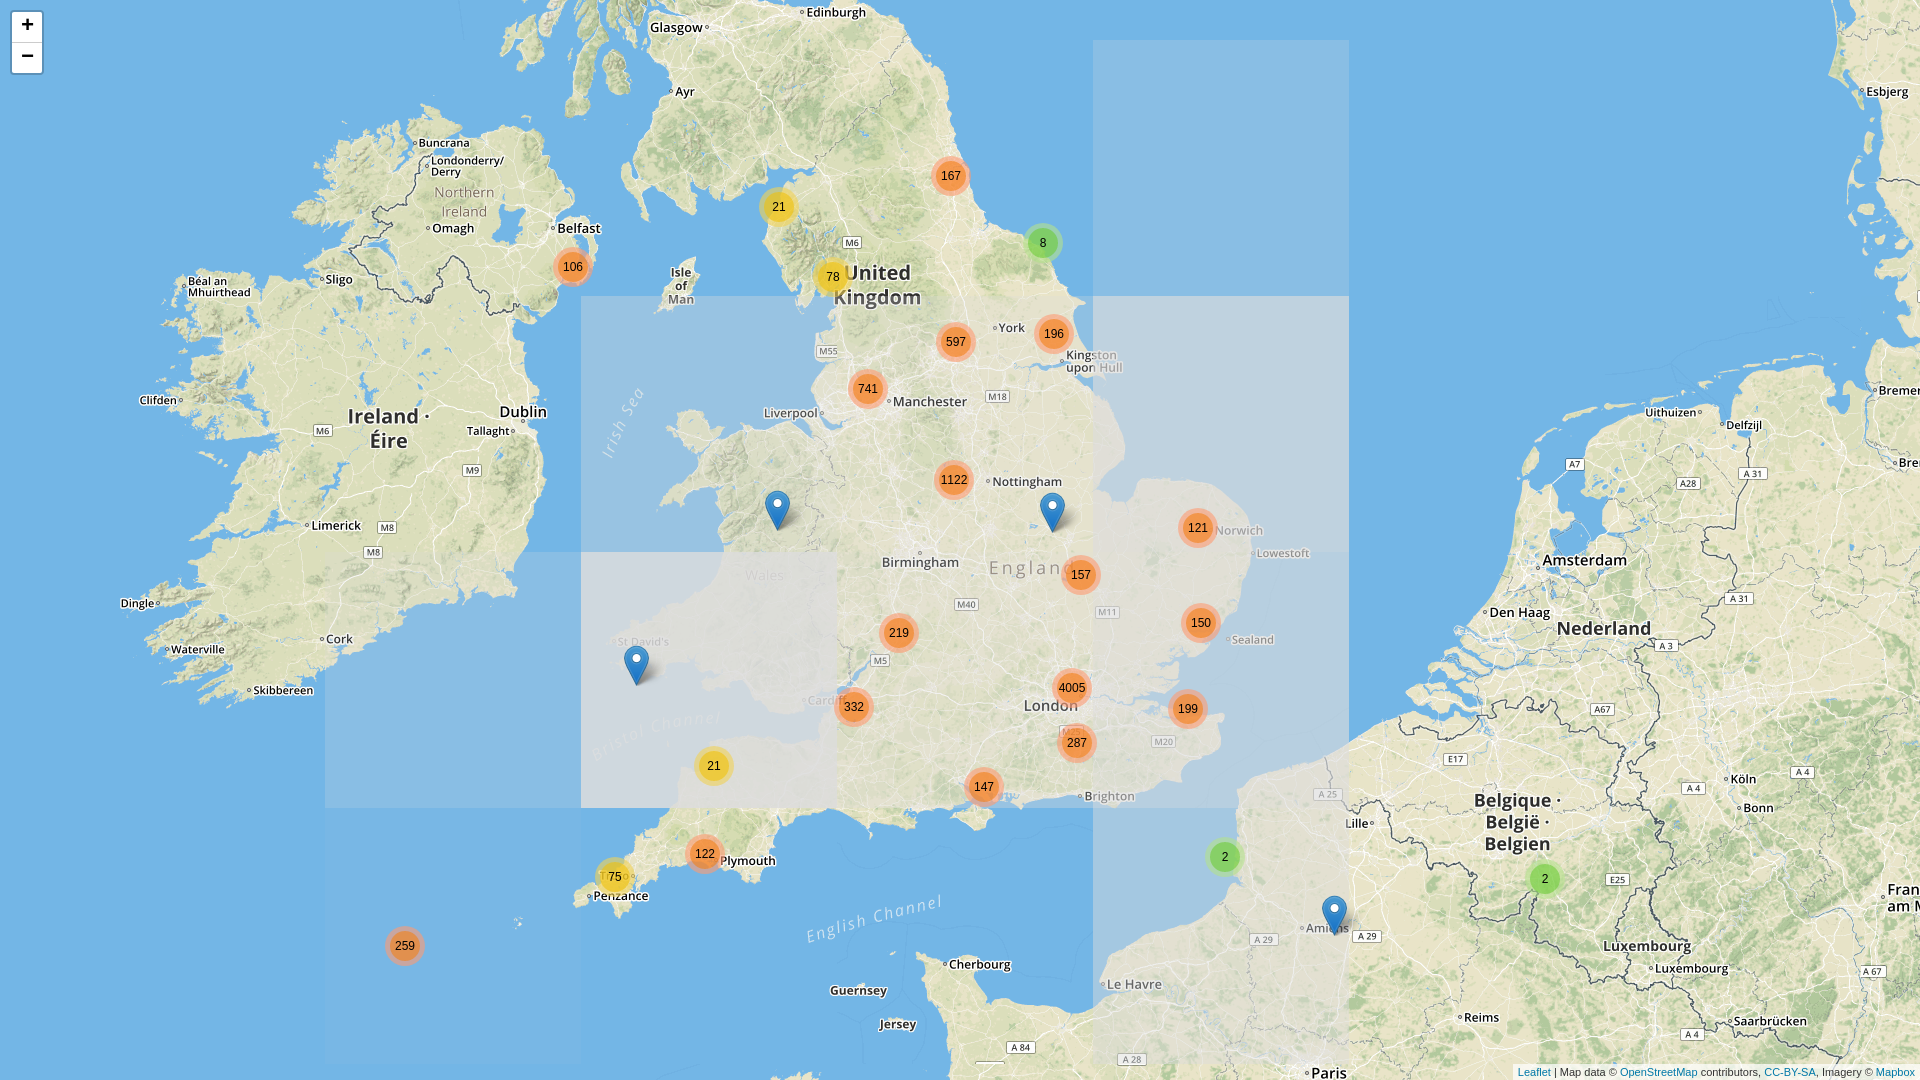 +
−
Edinburgh
Glasgow
Ayr
Esbjerg
Buncrana
Londonderry/
Derry
Northern
Ireland
Omagh
Belfast
167
21
8
M6
106
78
United
Kingdom
Isle
of
Man
Sligo
Béal an
Mhuirthead
York
196
597
M55
Kingston
upon Hull
741
Manchester
M18
Liverpool
Irish Sea
Clifden
Dublin
Tallaght
Ireland ·
Éire
M6
M9
Uithuizen
Delfzijl
A7
A 31
A28
1122
Nottingham
Limerick
M8
M8
121
Norwich
Lowestoft
Birmingham
England
157
Wales
Amsterdam
Den Haag
Nederland
A 31
A 3
Dingle
Waterville
Cork
Skibbereen
M40
M11
150
Sealand
219
M5
St David's
Cardiff
332
Bristol Channel
4005
London
199
287
M20
A67
E17
21
147
Brighton
A 25
Lille
Köln
Bonn
A 4
A 4
Belgique ·
België ·
Belgien
122
Plymouth
75
Penzance
2
2
E25
English Channel
259
Amiens
A 29
A 29
Luxembourg
Luxembourg
A 67
Cherbourg
Le Havre
Guernsey
Jersey
Reims
Saarbrücken
A 4
A 84
A 28
Paris
Leaflet | Map data © OpenStreetMap contributors, CC-BY-SA, Imagery © Mapbox